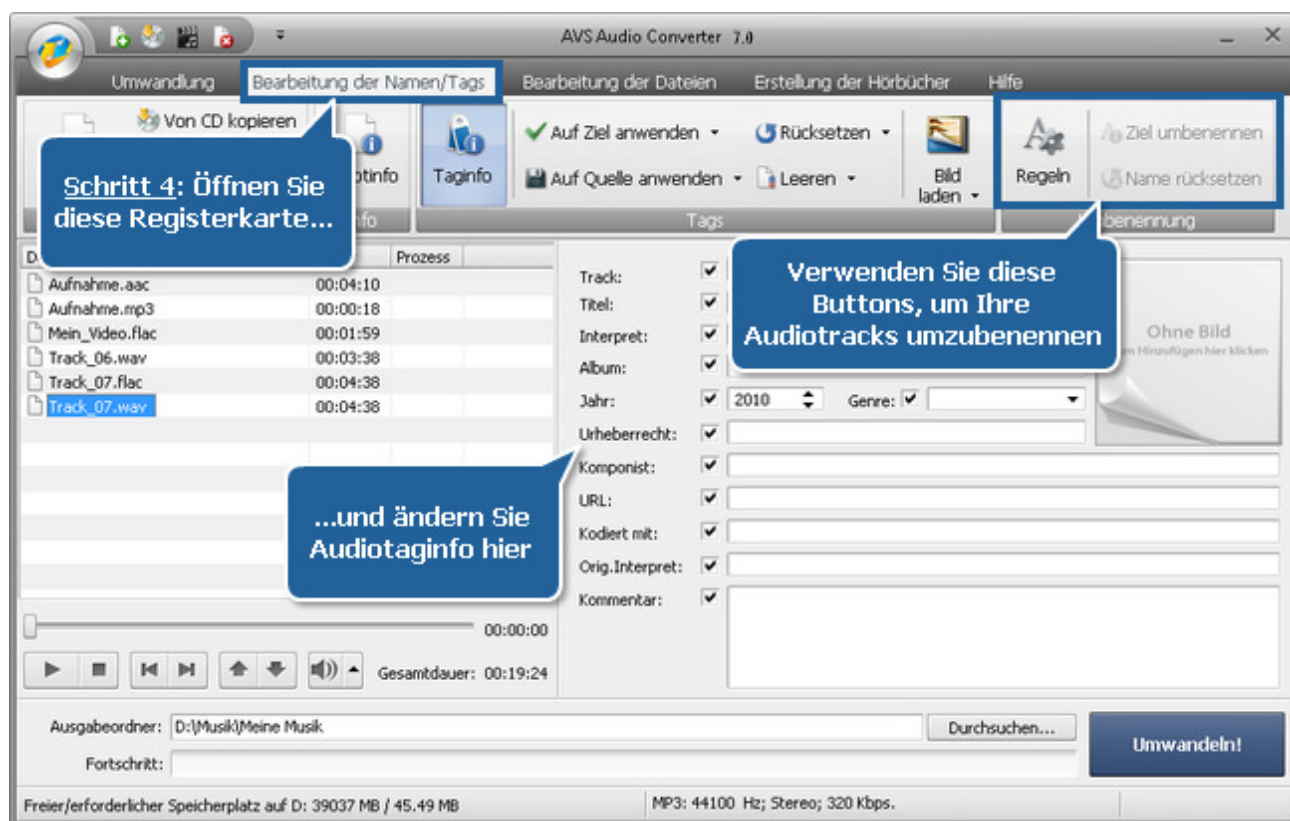 AVS Audio Converter 7.0
Umwandlung Bearbeitung der Namen/Tags Bearbeitung der Dateien Erstellung der Hörbücher Hilfe
Von CD kopieren
Taginfo
Auf Ziel anwenden
Auf Quelle anwenden
Rücksetzen
Leeren
Bild
laden
Regeln
Ziel umbenennen
Name rücksetzen
Tags
Schritt 4: Öffnen Sie
diese Registerkarte...
Verwenden Sie diese
Buttons, um Ihre
Audiotracks umzubenennen
Prozess
Aufnahme.aac 00:04:10
Aufnahme.mp3 00:00:18
Mein_Video.flac 00:01:59
Track_06.wav 00:03:38
Track_07.flac 00:04:38
Track_07.wav 00:04:38
Track:
Titel:
Interpret:
Album:
Jahr: 2010 Genre:
Urheberrecht:
Komponist:
URL:
Kodiert mit:
Orig.Interpret:
Kommentar:
Ohne Bild
Hinzufügen hier klicken
...und ändern Sie
Audiotaginfo hier
00:00:00
Gesamtdauer: 00:19:24
Ausgabeordner: D:\Musik\Meine Musik Durchsuchen...
Umwandeln!
Fortschritt:
Freier/erforderlicher Speicherplatz auf D: 39037 MB / 45.49 MB MP3: 44100 Hz; Stereo; 320 Kbps.